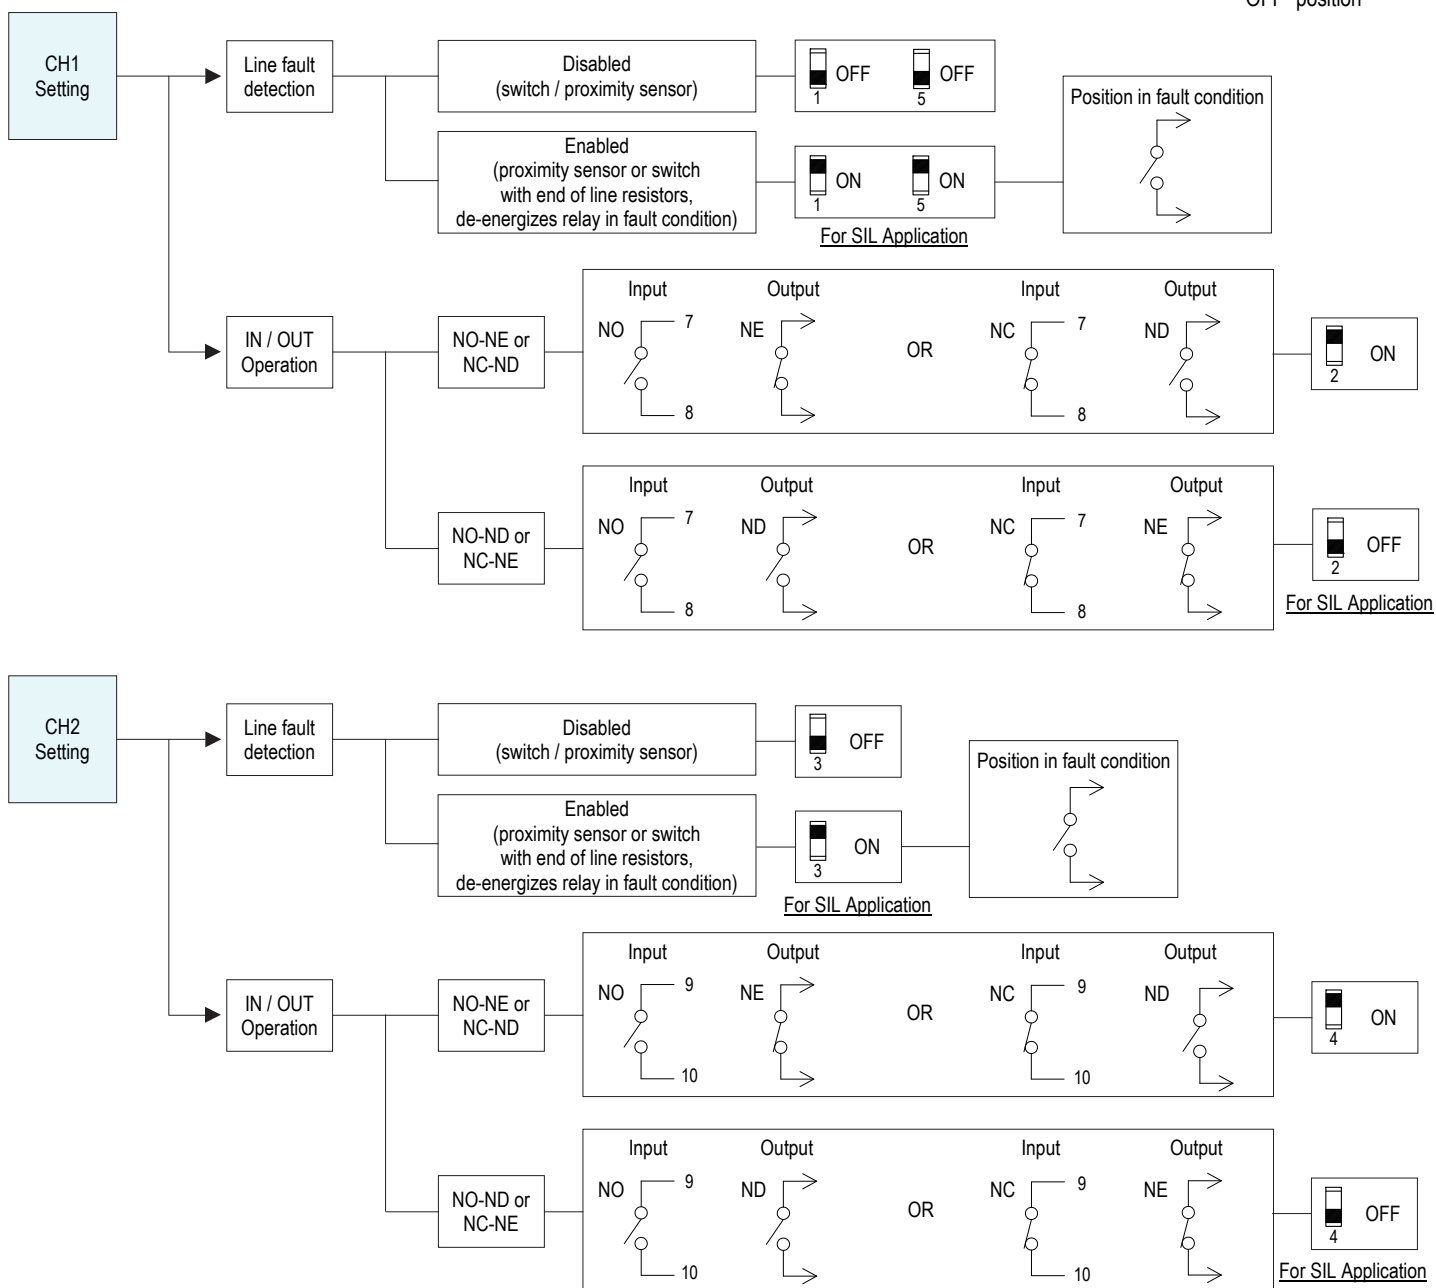 "OFF" position
CH1
Setting
Line fault
detection
Disabled
(switch / proximity sensor)
OFF
OFF
1
5
Enabled
(proximity sensor or switch
with end of line resistors,
de-energizes relay in fault condition)
ON
ON
1
5
For SIL Application
Position in fault condition
IN / OUT
Operation
NO-NE or
NC-ND
Input
Output
NO
7
8
NE
OR
Input
Output
NC
7
8
ND
ON
2
NO-ND or
NC-NE
Input
Output
NO
7
8
ND
OR
Input
Output
NC
7
8
NE
OFF
2
For SIL Application
CH2
Setting
Line fault
detection
Disabled
(switch / proximity sensor)
OFF
3
Enabled
(proximity sensor or switch
with end of line resistors,
de-energizes relay in fault condition)
ON
3
For SIL Application
Position in fault condition
IN / OUT
Operation
NO-NE or
NC-ND
Input
Output
NO
9
10
NE
OR
Input
Output
NC
9
10
ND
ON
4
NO-ND or
NC-NE
Input
Output
NO
9
10
ND
OR
Input
Output
NC
9
10
NE
OFF
4
For SIL Application